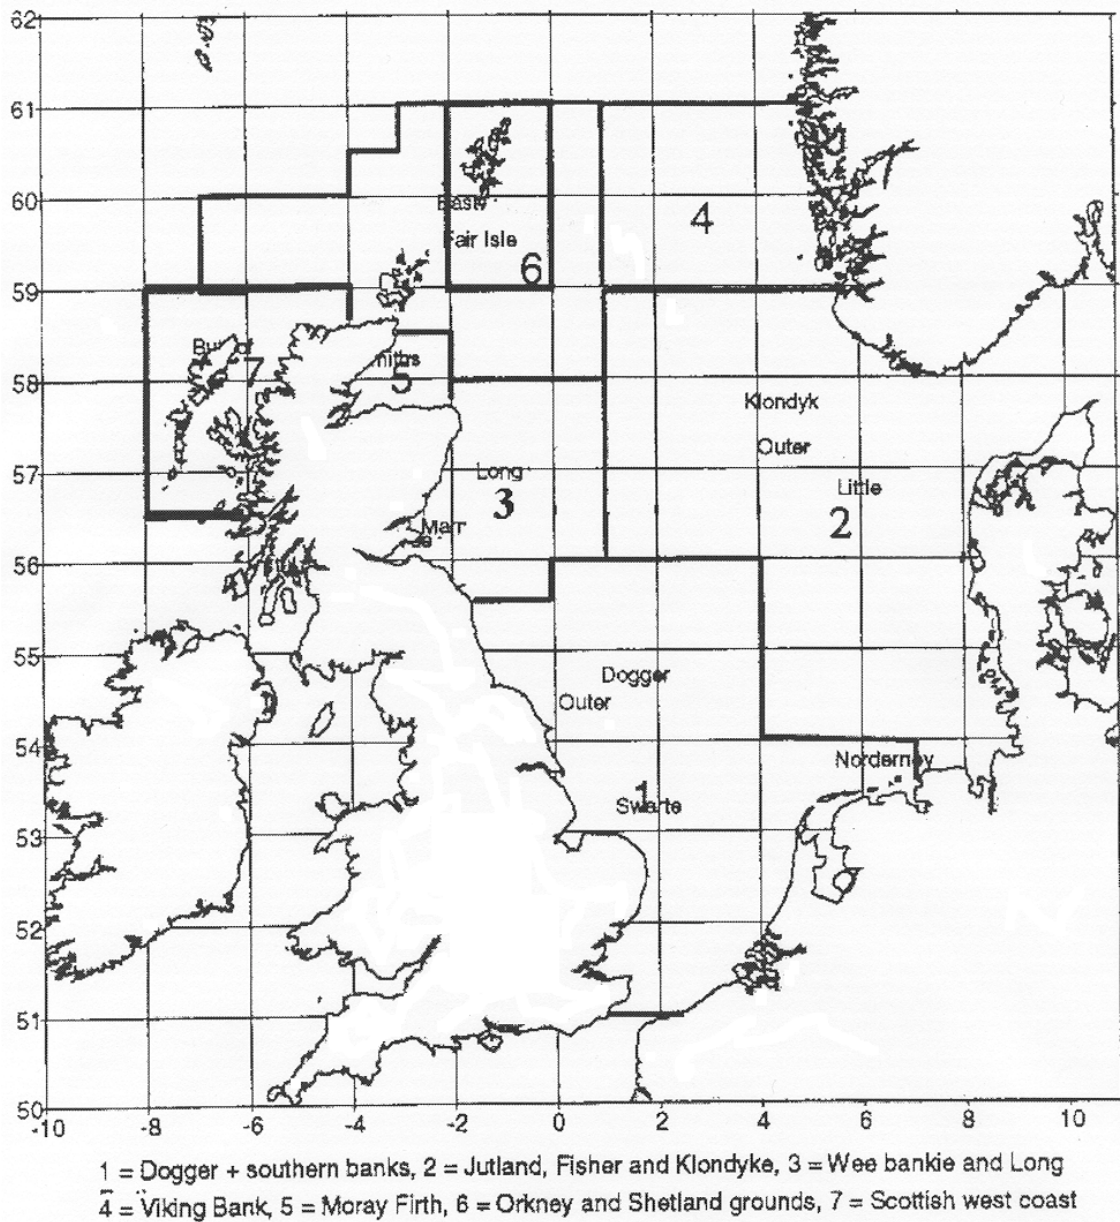 62
61
60
59
58
57
56
55
54
53
52
51
50
-10 -8 -6 -4 -2 0 2 4 6 8 10
4
Fair Isle
6
7
5
Klondyk
Outer
Long
3
Little
2
Marr
Dogger
Outer
Norderney
1
Swarte
1 = Dogger + southern banks, 2 = Jutland, Fisher and Klondyke, 3 = Wee bankie and Long
4 = Viking Bank, 5 = Moray Firth, 6 = Orkney and Shetland grounds, 7 = Scottish west coast